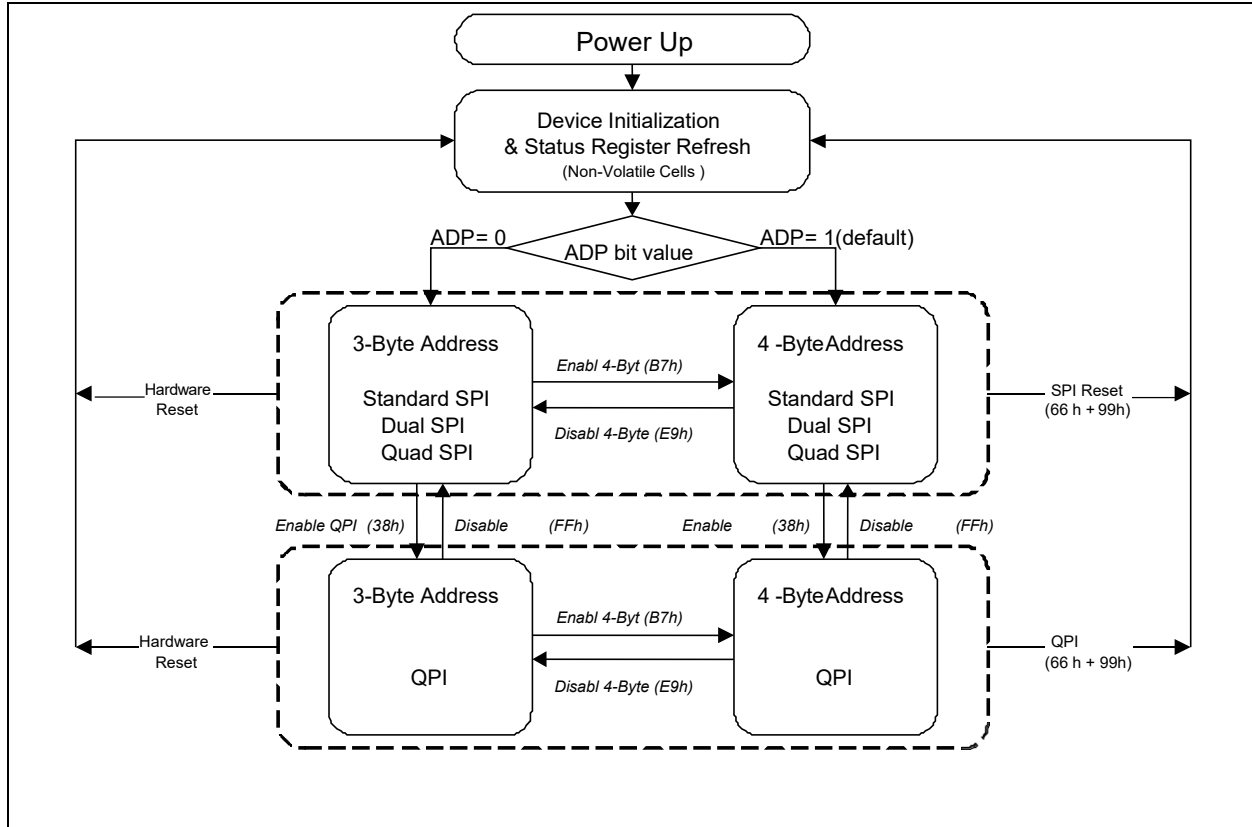 Power Up
Device Initialization
& Status Register Refresh
(Non-Volatile Cells )
ADP= 0
ADP bit value
ADP= 1(default)
3-Byte Address
Standard SPI
Dual SPI
Quad SPI
Enabl 4-Byt (B7h)
Disabl 4-Byte (E9h)
4 -ByteAddress
Standard SPI
Dual SPI
Quad SPI
Hardware
Reset
SPI Reset
(66 h + 99h)
Enable QPI (38h)
Disable (FFh)
Enable (38h)
Disable (FFh)
3-Byte Address
QPI
Enabl 4-Byt (B7h)
Disabl 4-Byte (E9h)
4 -ByteAddress
QPI
Hardware
Reset
QPI
(66 h + 99h)